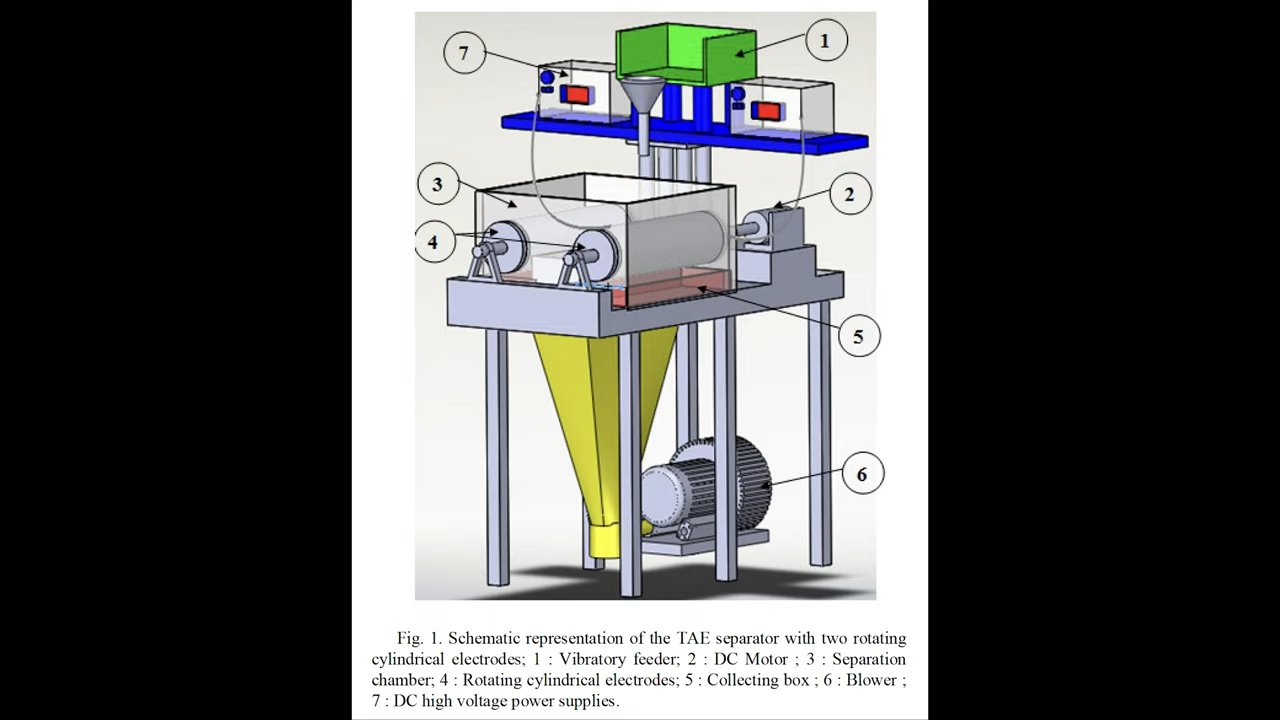 1
7
3
2
4
5
6
Fig. 1. Schematic representation of the TAE separator with two rotating
cylindrical electrodes; 1 : Vibratory feeder; 2 : DC Motor ; 3 : Separation
chamber; 4 : Rotating cylindrical electrodes; 5 : Collecting box ; 6 : Blower ;
7 : DC high voltage power supplies.